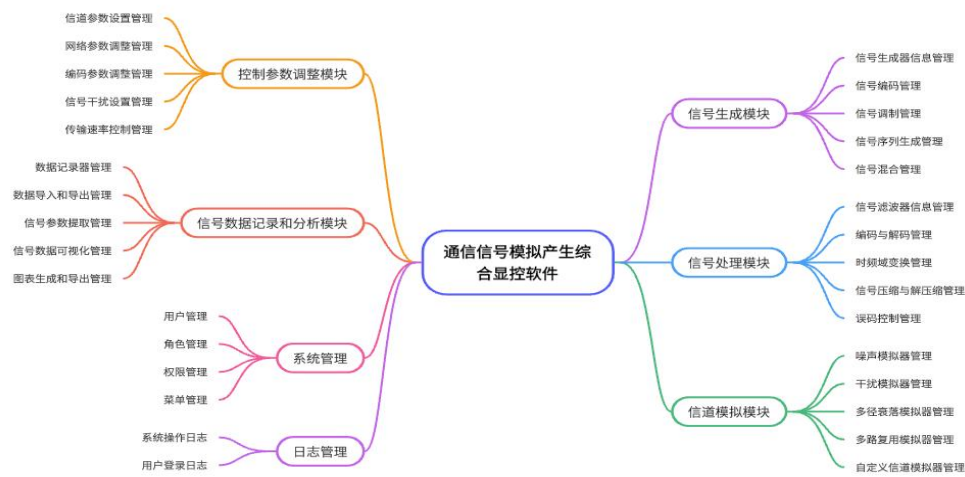 通信信号模拟产生综
合显控软件
控制参数调整模块
信道参数设置管理
网络参数调整管理
编码参数调整管理
信号干扰设置管理
传输速率控制管理
信号数据记录和分析模块
数据记录器管理
数据导入和导出管理
信号参数提取管理
信号数据可视化管理
图表生成和导出管理
系统管理
用户管理
角色管理
权限管理
菜单管理
日志管理
系统操作日志
用户登录日志
信号生成模块
信号生成器信息管理
信号编码管理
信号调制管理
信号序列生成管理
信号混合管理
信号处理模块
信号滤波器信息管理
编码与解码管理
时频域变换管理
信号压缩与解压缩管理
误码控制管理
信道模拟模块
噪声模拟器管理
干扰模拟器管理
多径衰落模拟器管理
多路复用模拟器管理
自定义信道模拟器管理